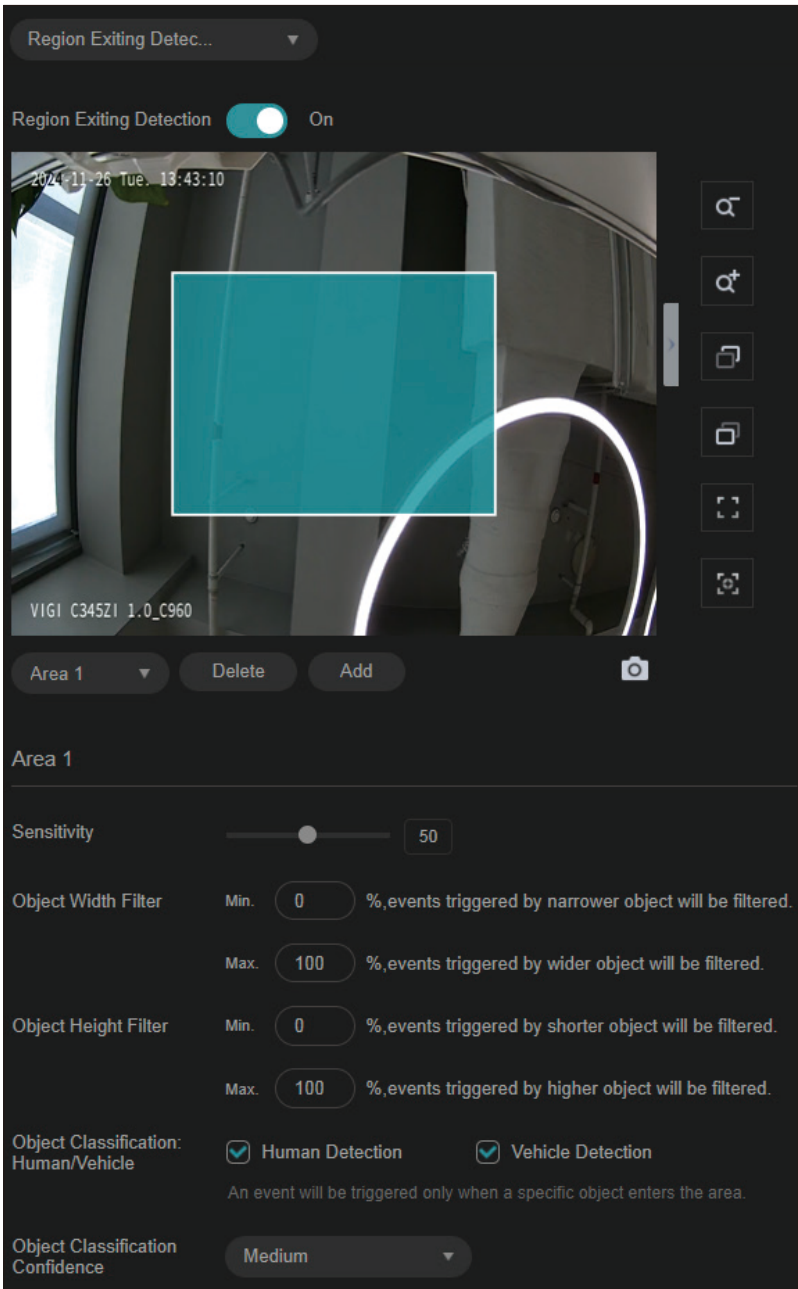 Region Exiting Detec...
Region Exiting Detection On
2024-11-26 Tue. 13:43:10
VIGI C345ZI 1.0_C960
Area 1 Delete Add
Area 1
Sensitivity 50
Object Width Filter Min. 0 %,events triggered by narrower object will be filtered.
Max. 100 %,events triggered by wider object will be filtered.
Object Height Filter Min. 0 %,events triggered by shorter object will be filtered.
Max. 100 %,events triggered by higher object will be filtered.
Object Classification:
Human/Vehicle Human Detection Vehicle Detection
An event will be triggered only when a specific object enters the area.
Object Classification
Confidence Medium